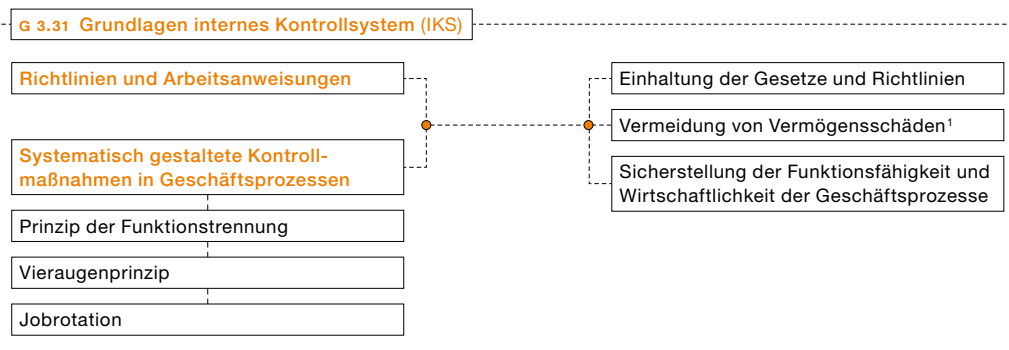 G 3.31 Grundlagen internes Kontrollsystem (IKS)
Richtlinien und Arbeitsanweisungen
Systematisch gestaltete Kontroll-
maßnahmen in Geschäftsprozessen
Prinzip der Funktionstrennung
Vieraugenprinzip
Jobrotation
Einhaltung der Gesetze und Richtlinien
Vermeidung von Vermögensschäden¹
Sicherstellung der Funktionsfähigkeit und
Wirtschaftlichkeit der Geschäftsprozesse